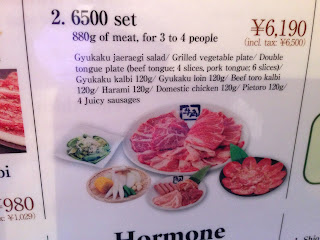 2. 6500 set
¥6,190
880g of meat, for 3 to 4 people
(incl. tax: ¥6,500)
Gyukaku jaeraegi salad/ Grilled vegetable plate/ Double
tongue plate (beef tongue; 4 slices, pork tongue; 6 slices)/
Gyukaku kalbi 120g/ Gyukaku loin 120g/ Beef toro kalbi
120g/ Harami 120g/ Domestic chicken 120g/ Pietoro 120g/
4 Juicy sausages
¥980
¥1,029)
Hormone